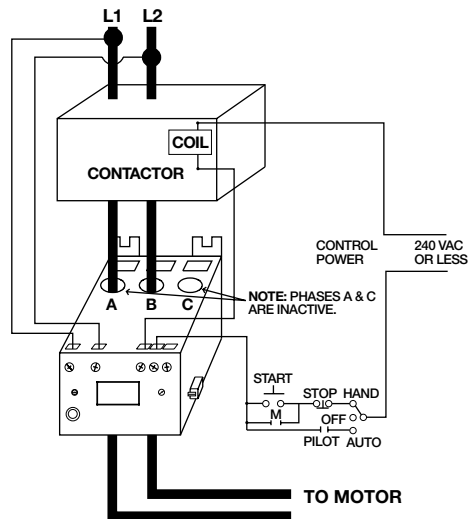 L1 L2
COIL
CONTACTOR
CONTROL POWER
240 VAC OR LESS
A B C
NOTE: PHASES A & C
ARE INACTIVE.
START
STOP HAND
M
OFF
PILOT AUTO
TO MOTOR